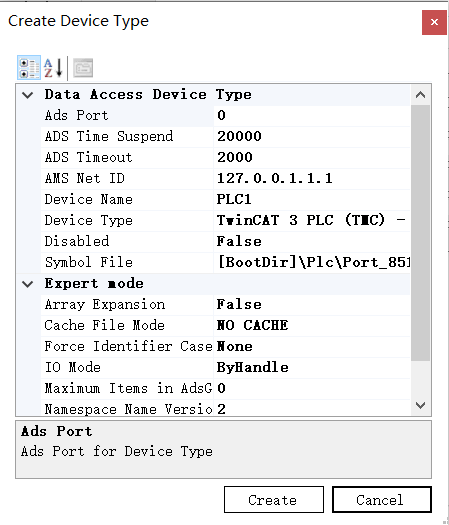 Create Device Type
Data Access Device Type
Ads Port 0
ADS Time Suspend 20000
ADS Timeout 2000
AMS Net ID 127.0.0.1.1.1
Device Name PLC1
Device Type TwinCAT 3 PLC (TMC) -
Disabled False
Symbol File [BootDir]\Plc\Port_851
Expert mode
Array Expansion False
Cache File Mode NO CACHE
Force Identifier Case None
IO Mode ByHandle
Maximum Items in AdsG 0
Namespace Name Versio 2
Ads Port
Ads Port for Device Type
Create Cancel